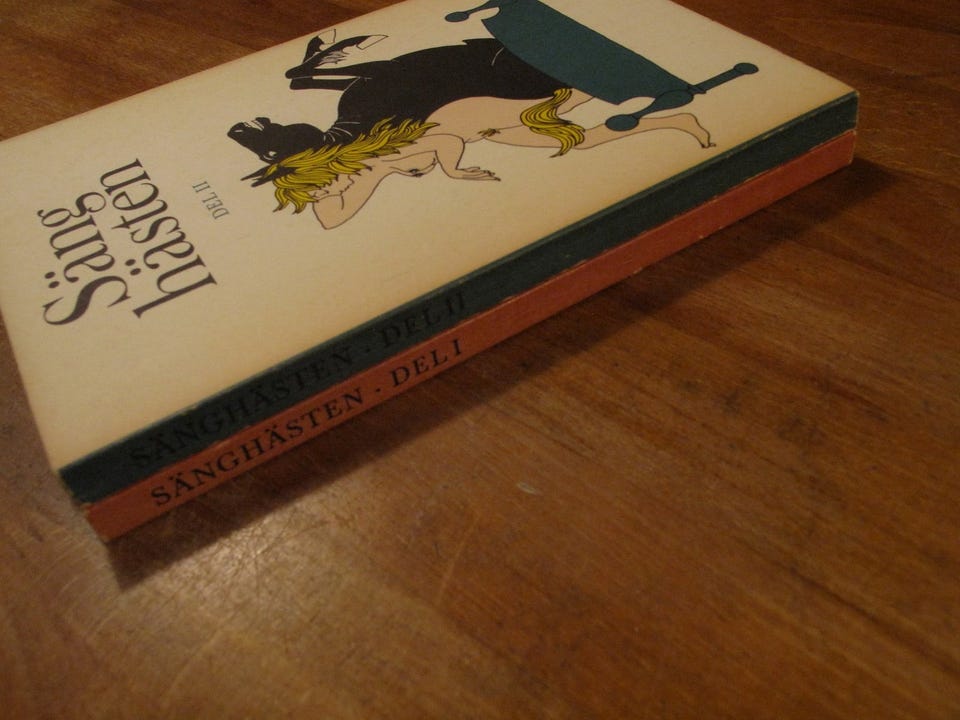 Säng
hästen
DEL II
SÄNGHÄSTEN · DEL II
SÄNGHÄSTEN · DEL I